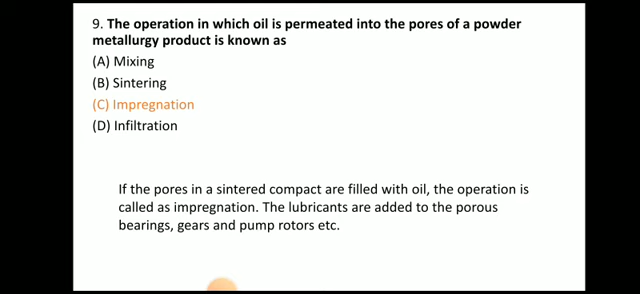 9. The operation in which oil is permeated into the pores of a powder
metallurgy product is known as
(A) Mixing
(B) Sintering
(C) Impregnation
(D) Infiltration
If the pores in a sintered compact are filled with oil, the operation is
called as impregnation. The lubricants are added to the porous
bearings, gears and pump rotors etc.